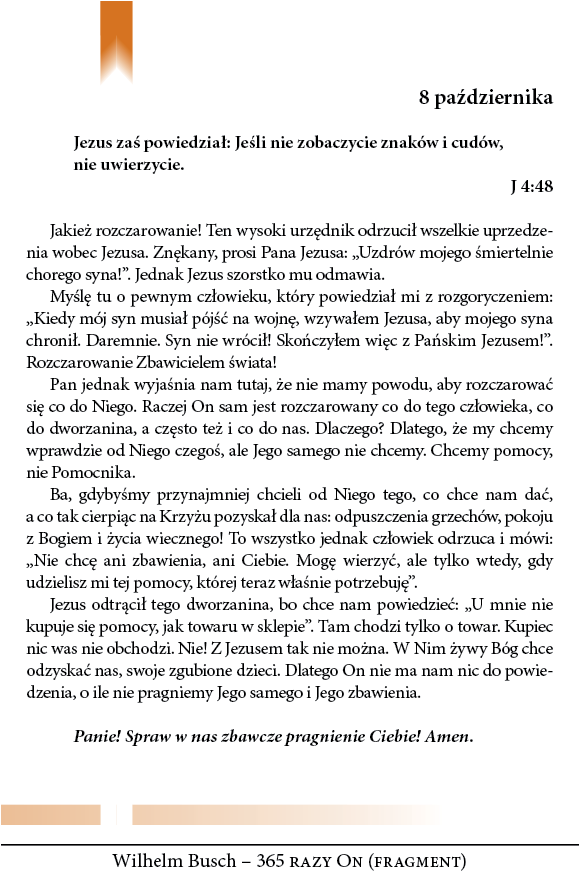 8 października
Jezus zaś powiedział: Jeśli nie zobaczycie znaków i cudów,
nie uwierzycie.
J 4:48
Jakież rozczarowanie! Ten wysoki urzędnik odrzucił wszelkie uprzedze-
nia wobec Jezusa. Znękany, prosi Pana Jezusa: „Uzdrów mojego śmiertelnie
chorego syna!”. Jednak Jezus szorstko mu odmawia.
Myślę tu o pewnym człowieku, który powiedział mi z rozgoryczeniem:
„Kiedy mój syn musiał pójść na wojnę, wzywałem Jezusa, aby mojego syna
chronił. Daremnie. Syn nie wrócił! Skończyłem więc z Pańskim Jezusem!”.
Rozczarowanie Zbawicielem świata!
Pan jednak wyjaśnia nam tutaj, że nie mamy powodu, aby rozczarować
się co do Niego. Raczej On sam jest rozczarowany co do tego człowieka, co
do dworzanina, a często też i co do nas. Dlaczego? Dlatego, że my chcemy
wprawdzie od Niego czegoś, ale Jego samego nie chcemy. Chcemy pomocy,
nie Pomocnika.
Ba, gdybyśmy przynajmniej chcieli od Niego tego, co chce nam dać,
a co tak cierpiąc na Krzyżu pozyskał dla nas: odpuszczenia grzechów, pokoju
z Bogiem i życia wiecznego! To wszystko jednak człowiek odrzuca i mówi:
„Nie chcę ani zbawienia, ani Ciebie. Mogę wierzyć, ale tylko wtedy, gdy
udzielisz mi tej pomocy, której teraz właśnie potrzebuję”.
Jezus odtrącił tego dworzanina, bo chce nam powiedzieć: „U mnie nie
kupuje się pomocy, jak towaru w sklepie”. Tam chodzi tylko o towar. Kupiec
nic was nie obchodzi. Nie! Z Jezusem tak nie można. W Nim żywy Bóg chce
odzyskać nas, swoje zgubione dzieci. Dlatego On nie ma nam nic do powie-
dzenia, o ile nie pragniemy Jego samego i Jego zbawienia.
Panie! Spraw w nas zbawcze pragnienie Ciebie! Amen.
Wilhelm Busch – 365 razy On (fragment)